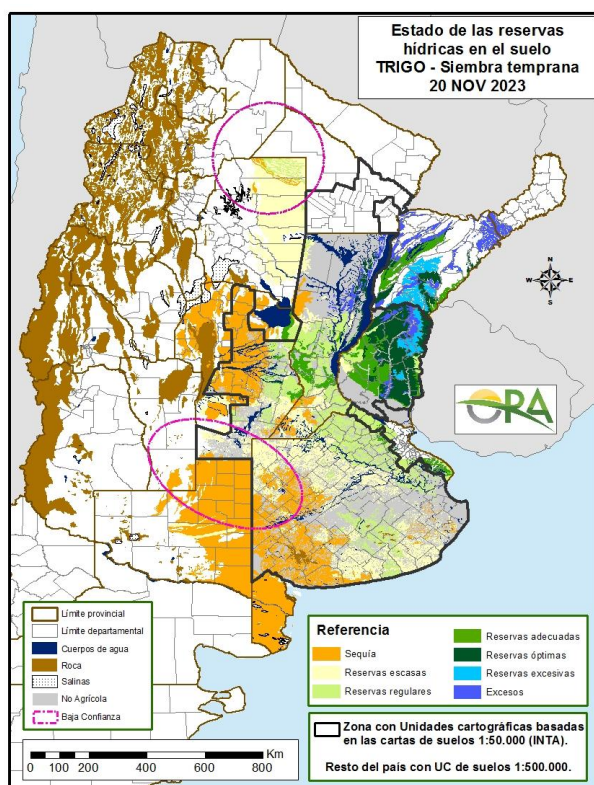 Estado de las reservas
hídricas en el suelo
TRIGO - Siembra temprana
20 NOV 2023
N
W E
S
ORA
Límite provincial
Límite departamental
Cuerpos de agua
Roca
Salinas
No Agrícola
Baja Confianza
Referencia
Sequía
Reservas escasas
Reservas regulares
Reservas adecuadas
Reservas óptimas
Reservas excesivas
Excesos
Zona con Unidades cartográficas basadas
en las cartas de suelos 1:50.000 (INTA).
Resto del país con UC de suelos 1:500.000.
Km
0 100 200 400 600 800